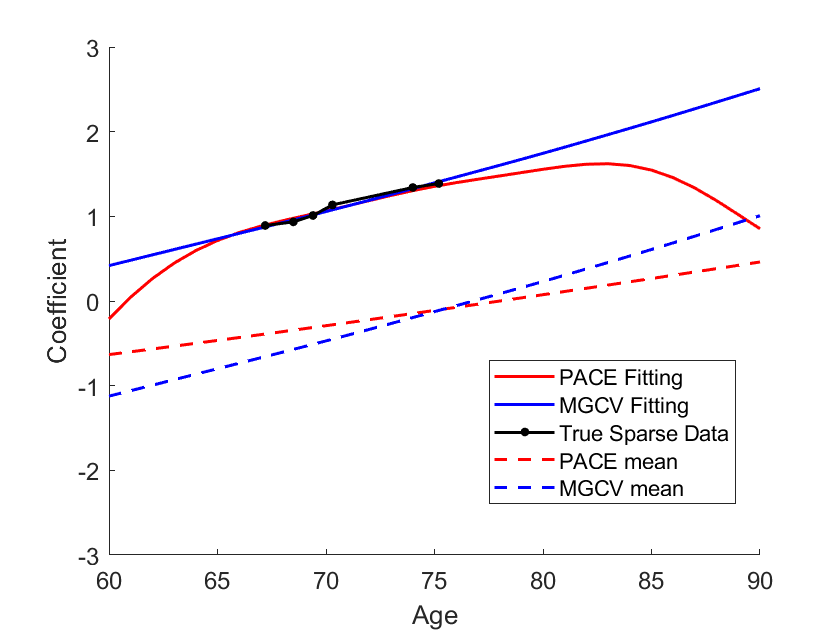 3
2
1
0
-1
-2
-3
60
65
70
75
80
85
90
Coefficient
Age
PACE Fitting
MGCV Fitting
True Sparse Data
PACE mean
MGCV mean